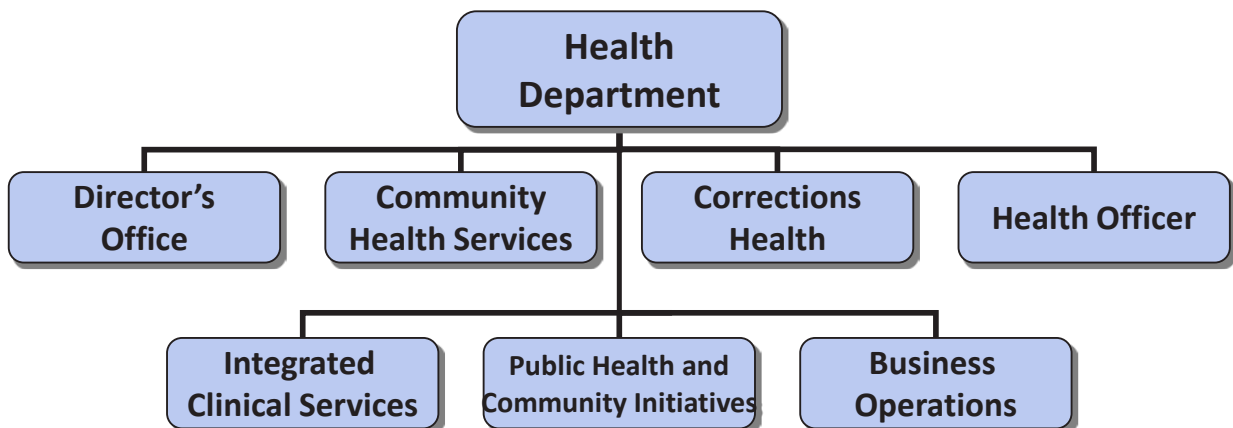 Health
Department
Director’s
Office
Community
Health Services
Corrections
Health
Health Officer
Integrated
Clinical Services
Public Health and
Community Initiatives
Business
Operations